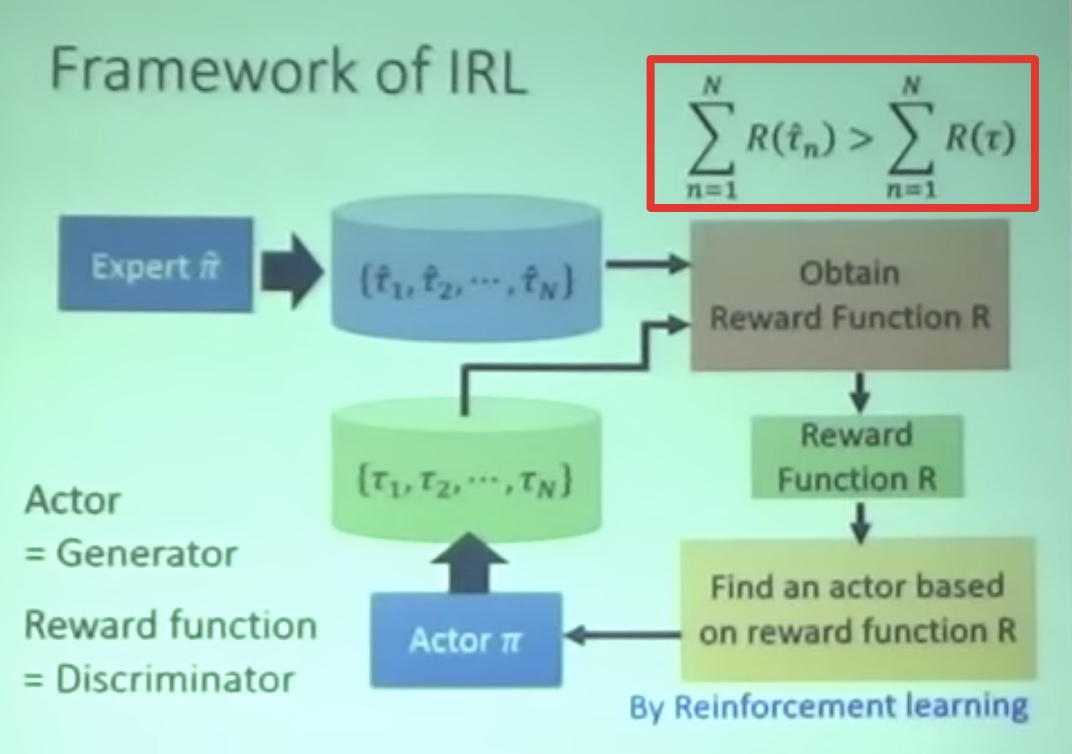 Framework of IRL
$\sum_{n=1}^{N} R(\hat{\tau}_n) > \sum_{n=1}^{N} R(\tau)$
Expert $\hat{\pi}$
$\{\hat{\tau}_1, \hat{\tau}_2, \cdots, \hat{\tau}_N\}$
Obtain
Reward Function R
$\{\tau_1, \tau_2, \cdots, \tau_N\}$
Reward
Function R
Actor
= Generator
Find an actor based
on reward function R
Actor $\pi$
Reward function
= Discriminator
By Reinforcement learning